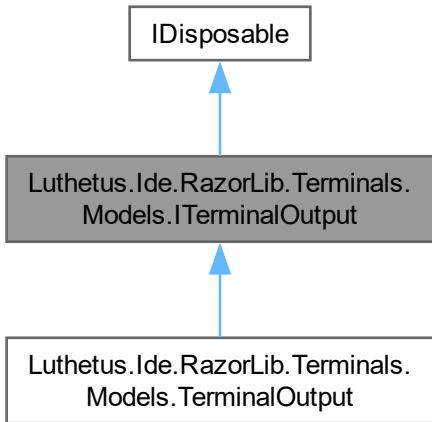 IDisposable
Luthetus.Ide.RazorLib.Terminals.
Models.ITerminalOutput
Luthetus.Ide.RazorLib.Terminals.
Models.TerminalOutput